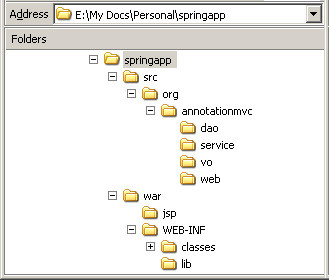 Address E:\My Docs\Personal\springapp
Folders
springapp
src
org
annotationmvc
dao
service
vo
web
war
jsp
WEB-INF
classes
lib